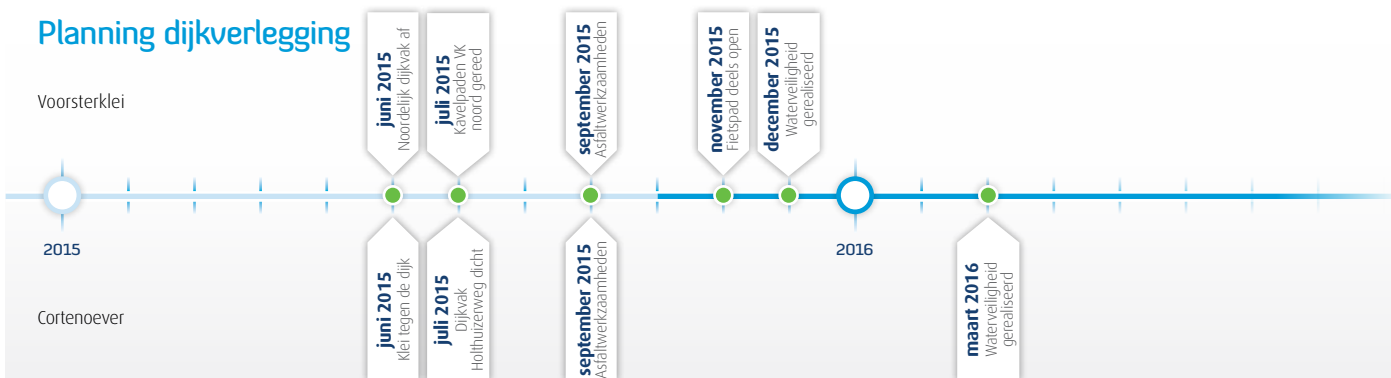 Planning dijkverlegging
Voorsterklei
juni 2015
Noordelijk dijkvak af
juli 2015
Kavelpaden VK
noord gereed
september 2015
Asfaltwerkzaamheden
november 2015
Fietspad deels open
december 2015
Waterveiligheid
gerealiseerd
2015
2016
Cortenoever
juni 2015
Klei tegen de dijk
juli 2015
Dijkvak
Holthuizerweg dicht
september 2015
Asfaltwerkzaamheden
maart 2016
Waterveiligheid
gerealiseerd